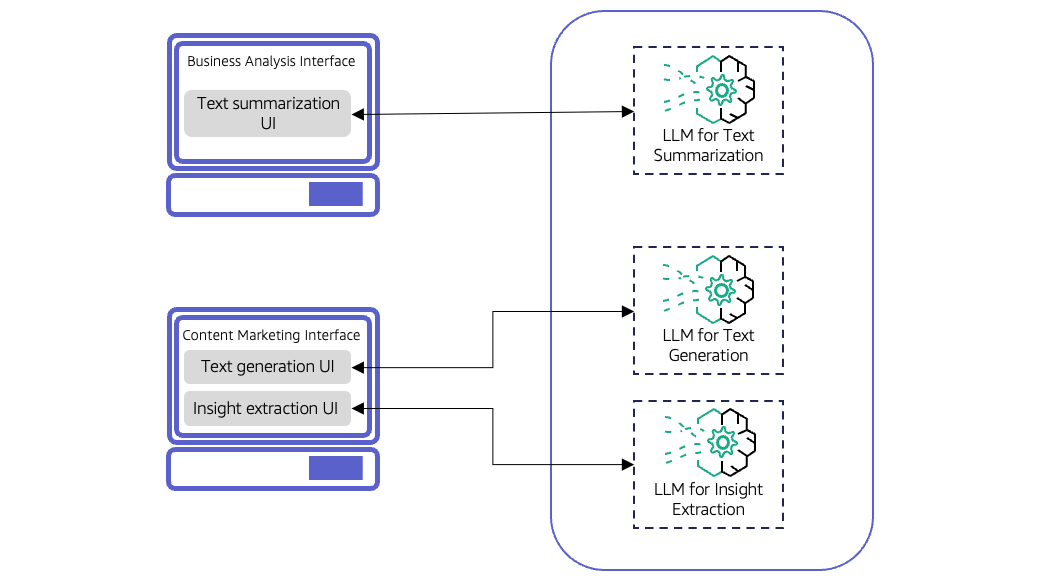 Business Analysis Interface
Text summarization
UI
LLM for Text
Summarization
Content Marketing Interface
Text generation UI
Insight extraction UI
LLM for Text
Generation
LLM for Insight
Extraction